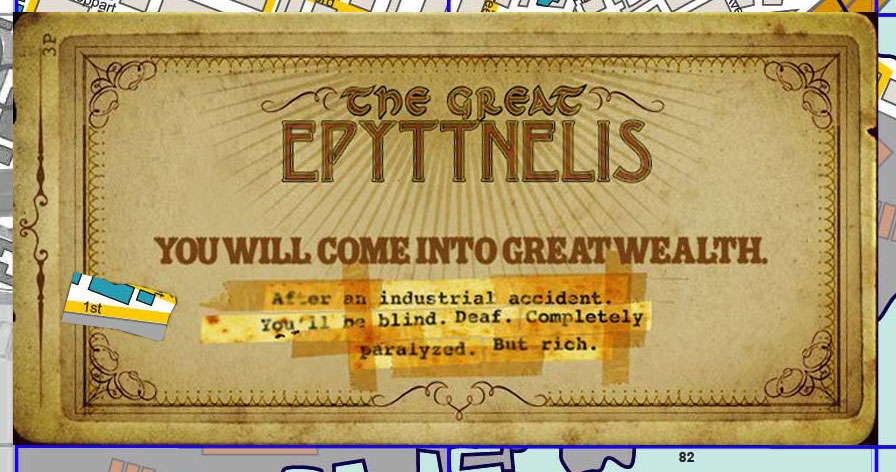 3P
THE GREAT
EPYTTNELIS
YOU WILL COME INTO GREAT WEALTH.
After an industrial accident.
You'll be blind. Deaf. Completely
paralyzed. But rich.
1st
82